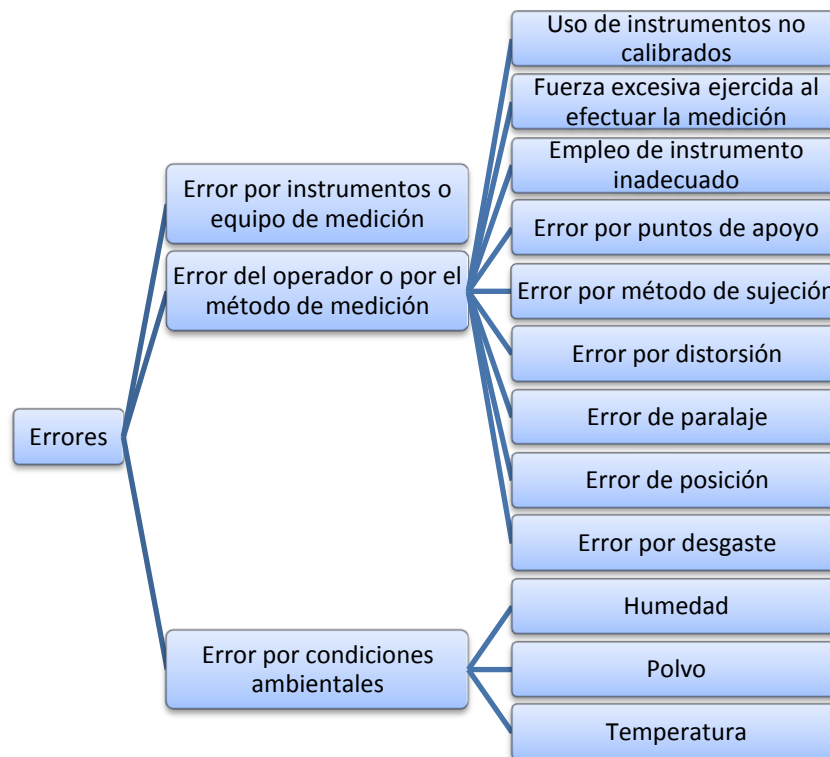 Errores
Error por instrumentos o
equipo de medición
Error del operador o por el
método de medición
Uso de instrumentos no
calibrados
Fuerza excesiva ejercida al
efectuar la medición
Empleo de instrumento
inadecuado
Error por puntos de apoyo
Error por método de sujeción
Error por distorsión
Error de paralaje
Error de posición
Error por desgaste
Error por condiciones
ambientales
Humedad
Polvo
Temperatura